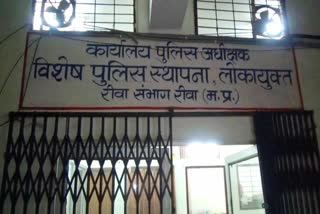 कार्यालय पुलिस अधीक्षक
विशेष पुलिस स्थापना, लोकायुक्त
रीवा संभाग रीवा (म.प्र.)